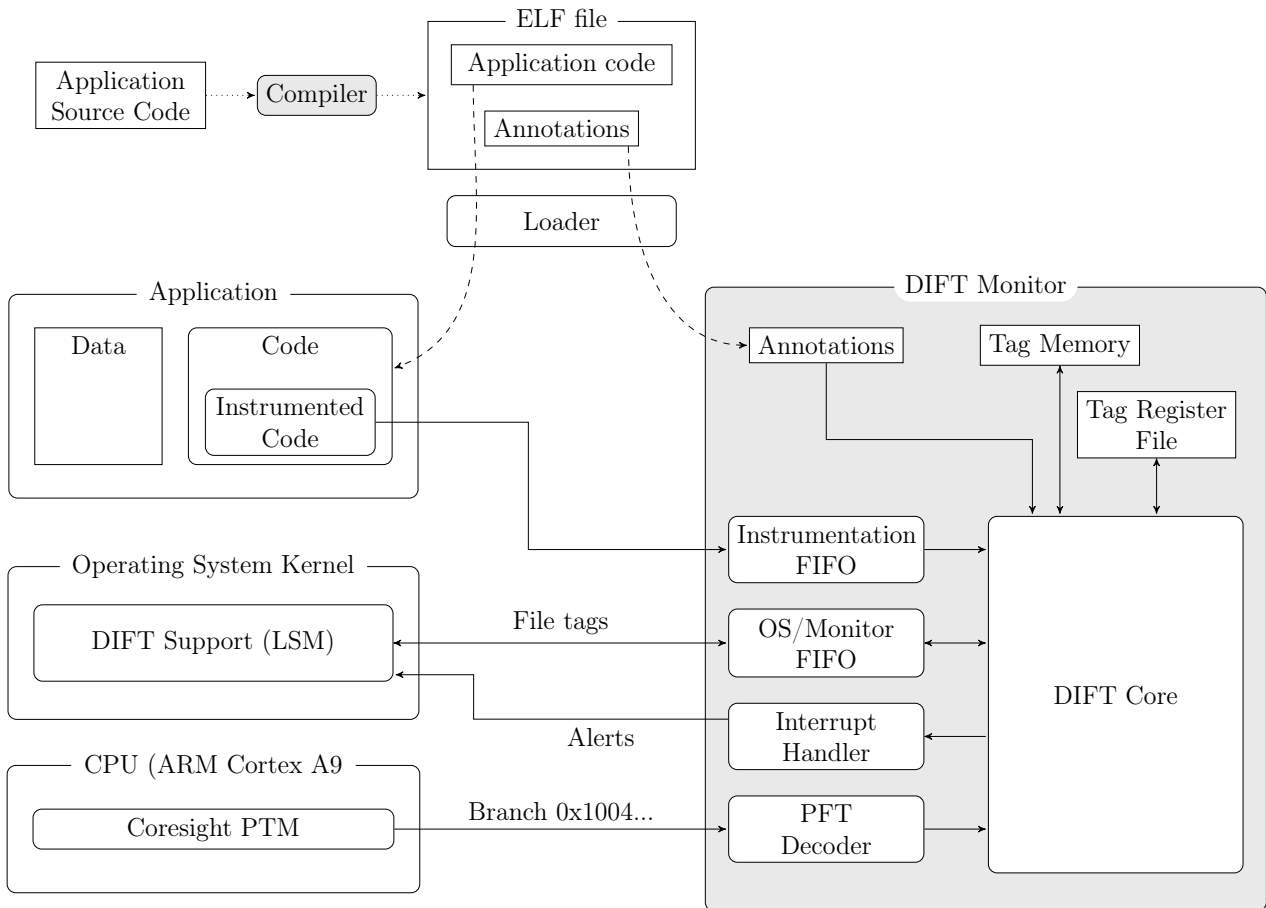 ELF file
Application code
Application
Source Code
Compiler
Annotations
Loader
Application
DIFT Monitor
Data
Code
Annotations
Tag Memory
Instrumented
Code
Tag Register
File
Instrumentation
FIFO
Operating System Kernel
DIFT Support (LSM)
File tags
OS/Monitor
FIFO
DIFT Core
Alerts
Interrupt
Handler
CPU (ARM Cortex A9
Coresight PTM
Branch 0x1004...
PFT
Decoder